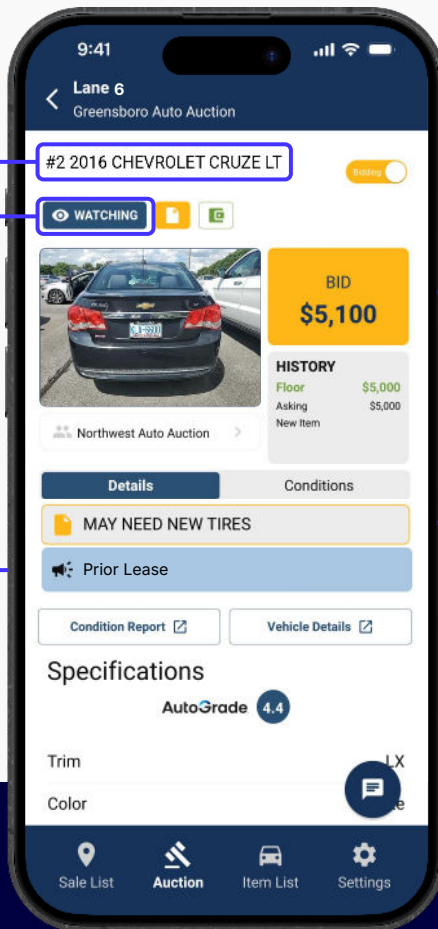 9:41
Lane 6
Greensboro Auto Auction
#2 2016 CHEVROLET CRUZE LT
Bidding
WATCHING
BID
$5,100
HISTORY
Floor $5,000
Asking $5,000
New Item
Northwest Auto Auction
Details Conditions
MAY NEED NEW TIRES
Prior Lease
Condition Report Vehicle Details
Specifications
AutoGrade 4.4
Trim LX
Color
Sale List Auction Item List Settings